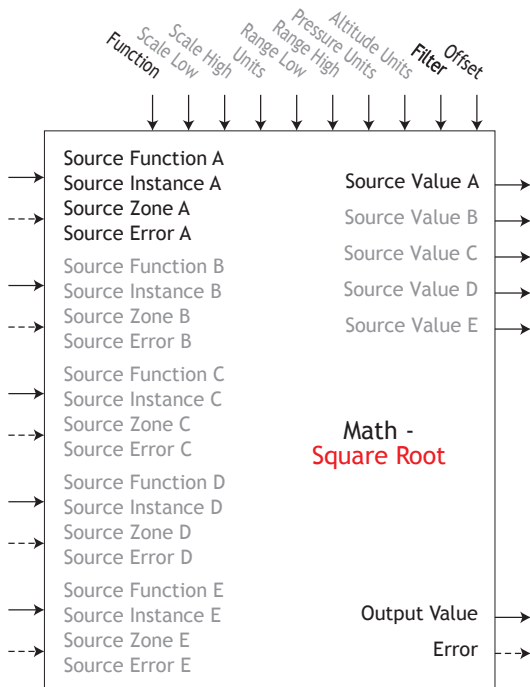 Function
Scale Low
Scale High
Units
Range Low
Range High
Pressure Units
Altitude Units
Filter
Offset
Source Function A
Source Instance A
Source Zone A
Source Error A
Source Function B
Source Instance B
Source Zone B
Source Error B
Source Function C
Source Instance C
Source Zone C
Source Error C
Source Function D
Source Instance D
Source Zone D
Source Error D
Source Function E
Source Instance E
Source Zone E
Source Error E
Source Value A
Source Value B
Source Value C
Source Value D
Source Value E
Math -
Square Root
Output Value
Error